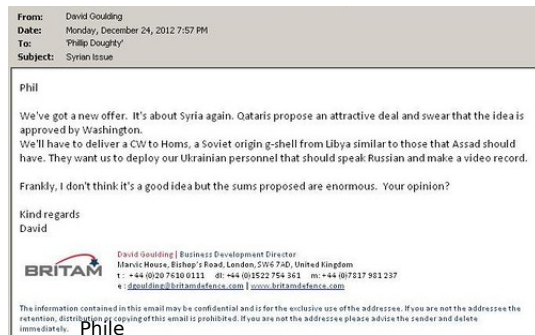 From: David Goulding
Date: Monday, December 24, 2012 7:57 PM
To: 'Phillip Doughty'
Subject: Syrian Issue
Phil
We've got a new offer. It's about Syria again. Qataris propose an attractive deal and swear that the idea is
approved by Washington.
We'll have to deliver a CW to Homs, a Soviet origin g-shell from Libya similar to those that Assad should
have. They want us to deploy our Ukrainian personnel that should speak Russian and make a video record.
Frankly, I don't think it's a good idea but the sums proposed are enormous. Your opinion?
Kind regards
David
BRITAM
David Goulding | Business Development Director
Marvic House, Bishop's Road, London, SW6 7AD, United Kingdom
t : +44 (0)20 7610 0111 dl: +44 (0)1522 754 361 m: +44 (0)7817 981 237
e : dgoulding@britamdefence.com | www.britamdefence.com
The information contained in this email may be confidential and is for the exclusive use of the addressee. If you are not the addressee the
retention, distribution or copying of this email is prohibited. If you are not the addressee please advise the sender and delete
immediately.
Phile